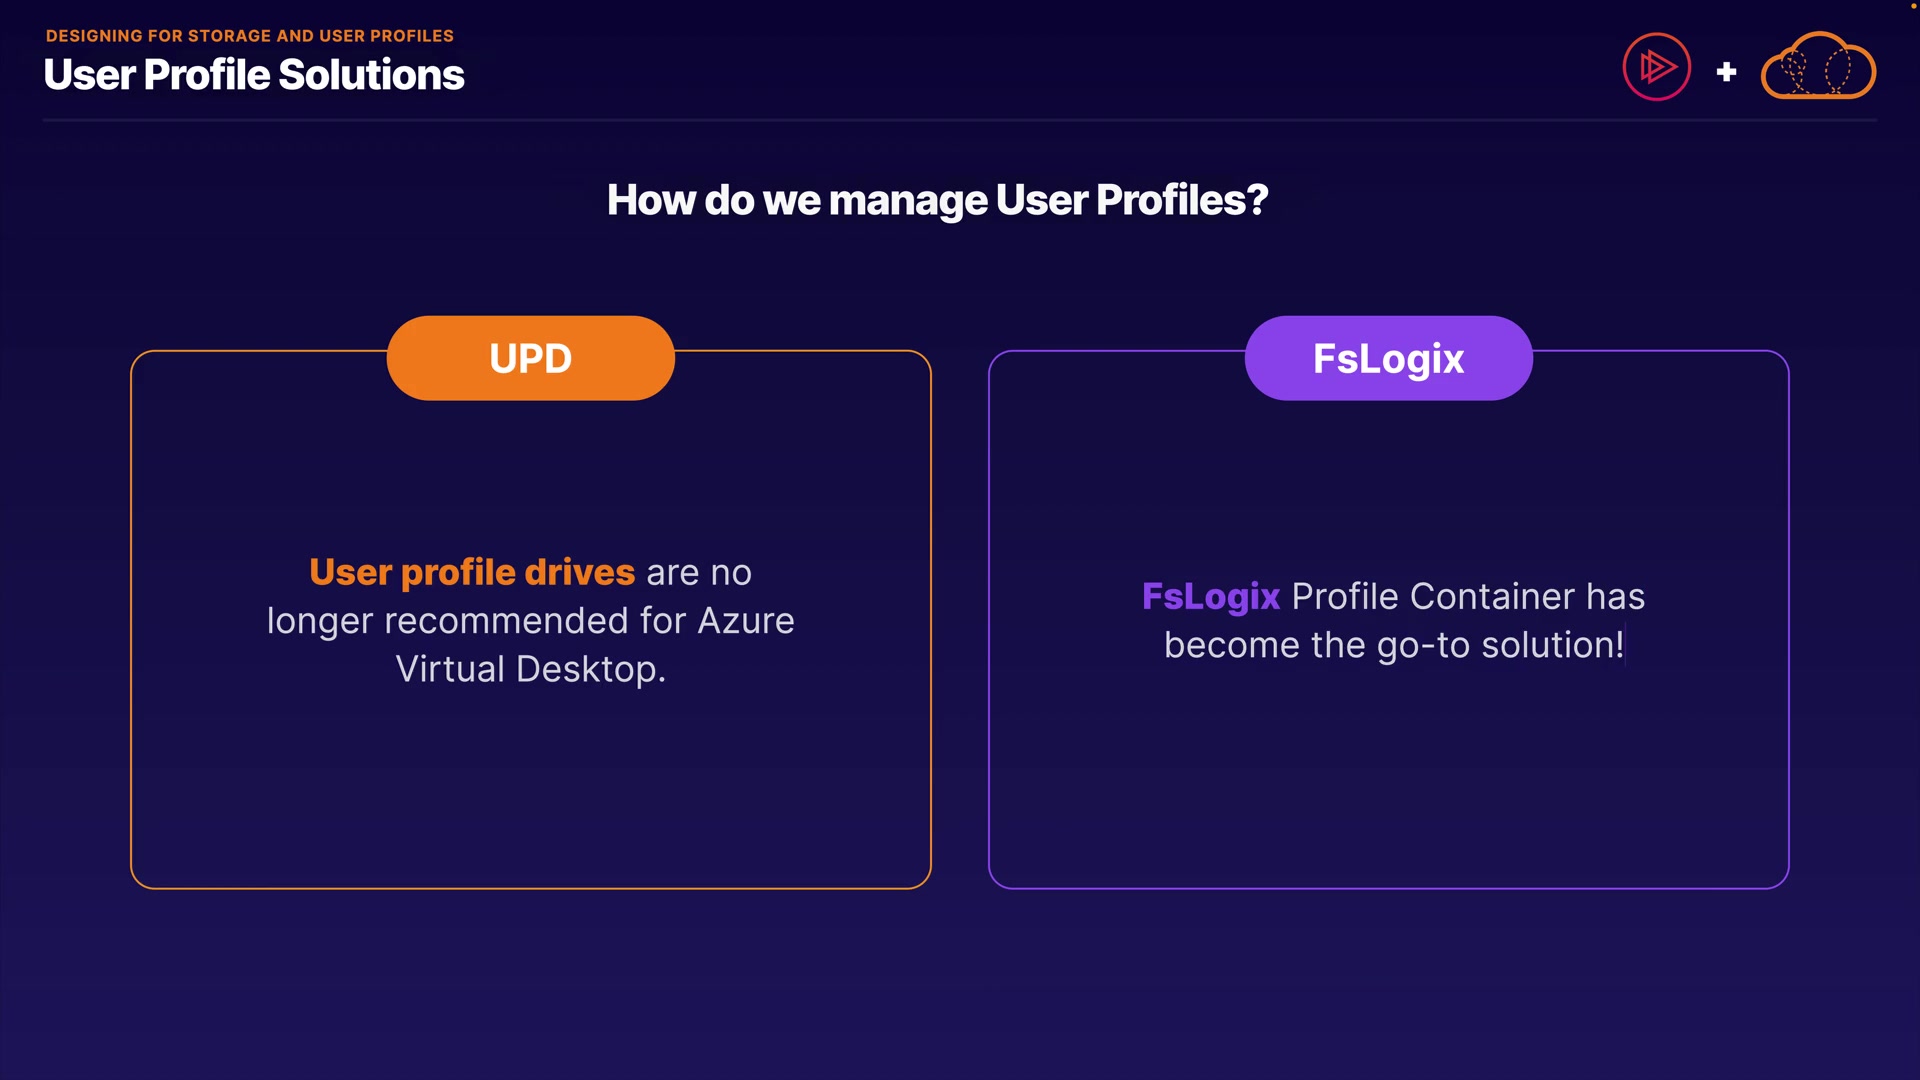 DESIGNING FOR STORAGE AND USER PROFILES
User Profile Solutions
+
How do we manage User Profiles?
UPD
User profile drives are no
longer recommended for Azure
Virtual Desktop.
FsLogix
FsLogix Profile Container has
become the go-to solution!